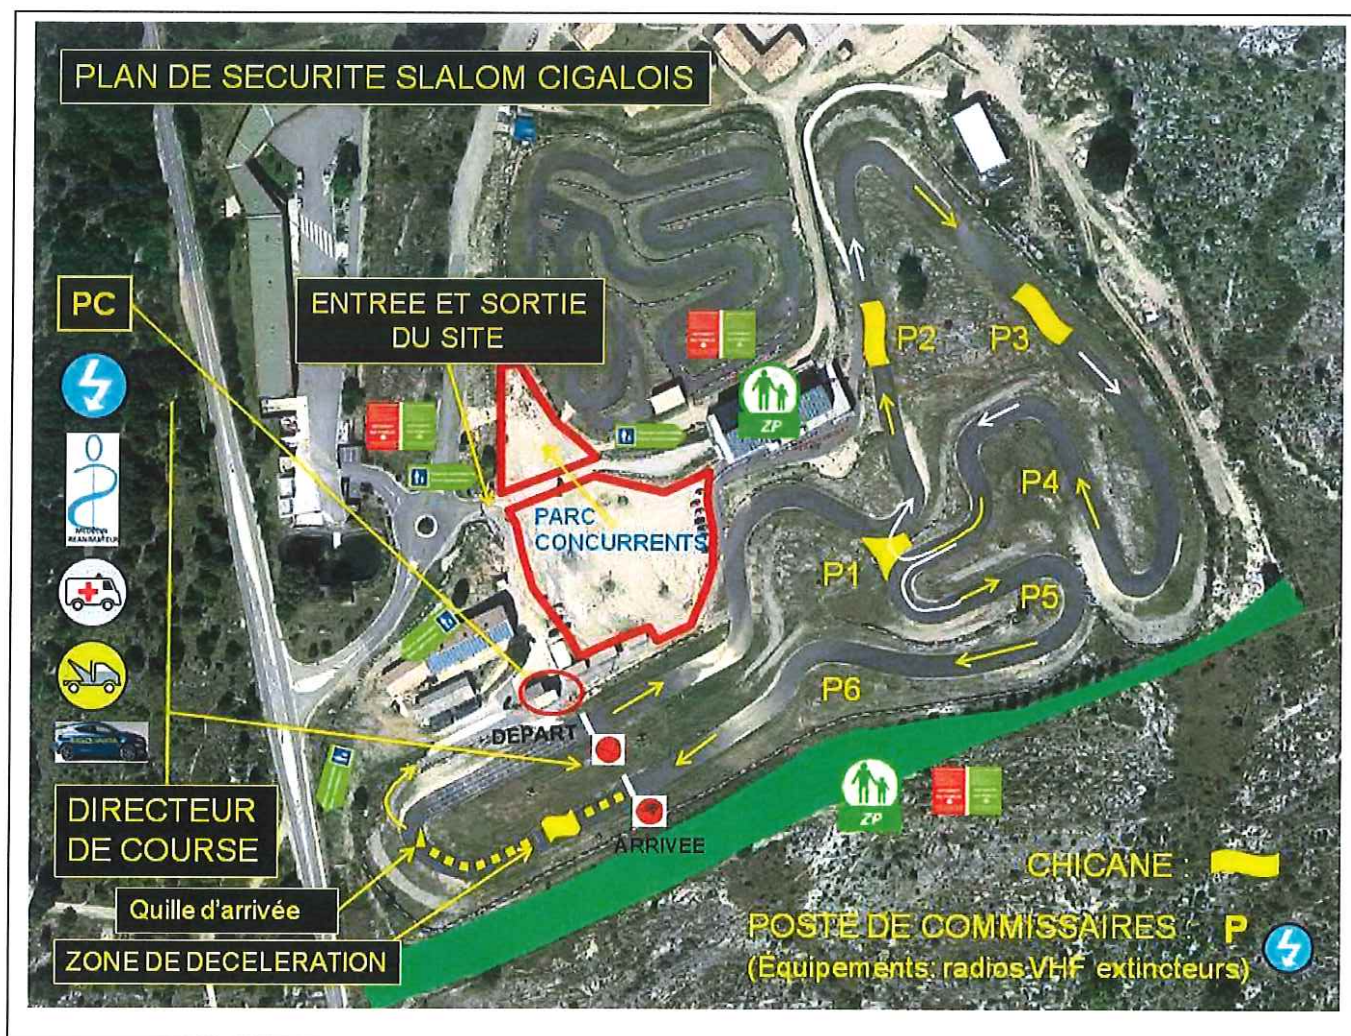 PLAN DE SECURITE SLALOM CIGALOIS
PC
ENTREE ET SORTIE
DU SITE
P2
P3
ZP
P4
PARC
CONCURRENTS
MEDECIN
REANIMATEUR
P1
P5
P6
DEPART
DIRECTEUR
DE COURSE
ZP
ARRIVEE
CHICANE :
Quille d'arrivée
POSTE DE COMMISSAIRES P
ZONE DE DECELERATION
(Equipements: radios VHF extincteurs)